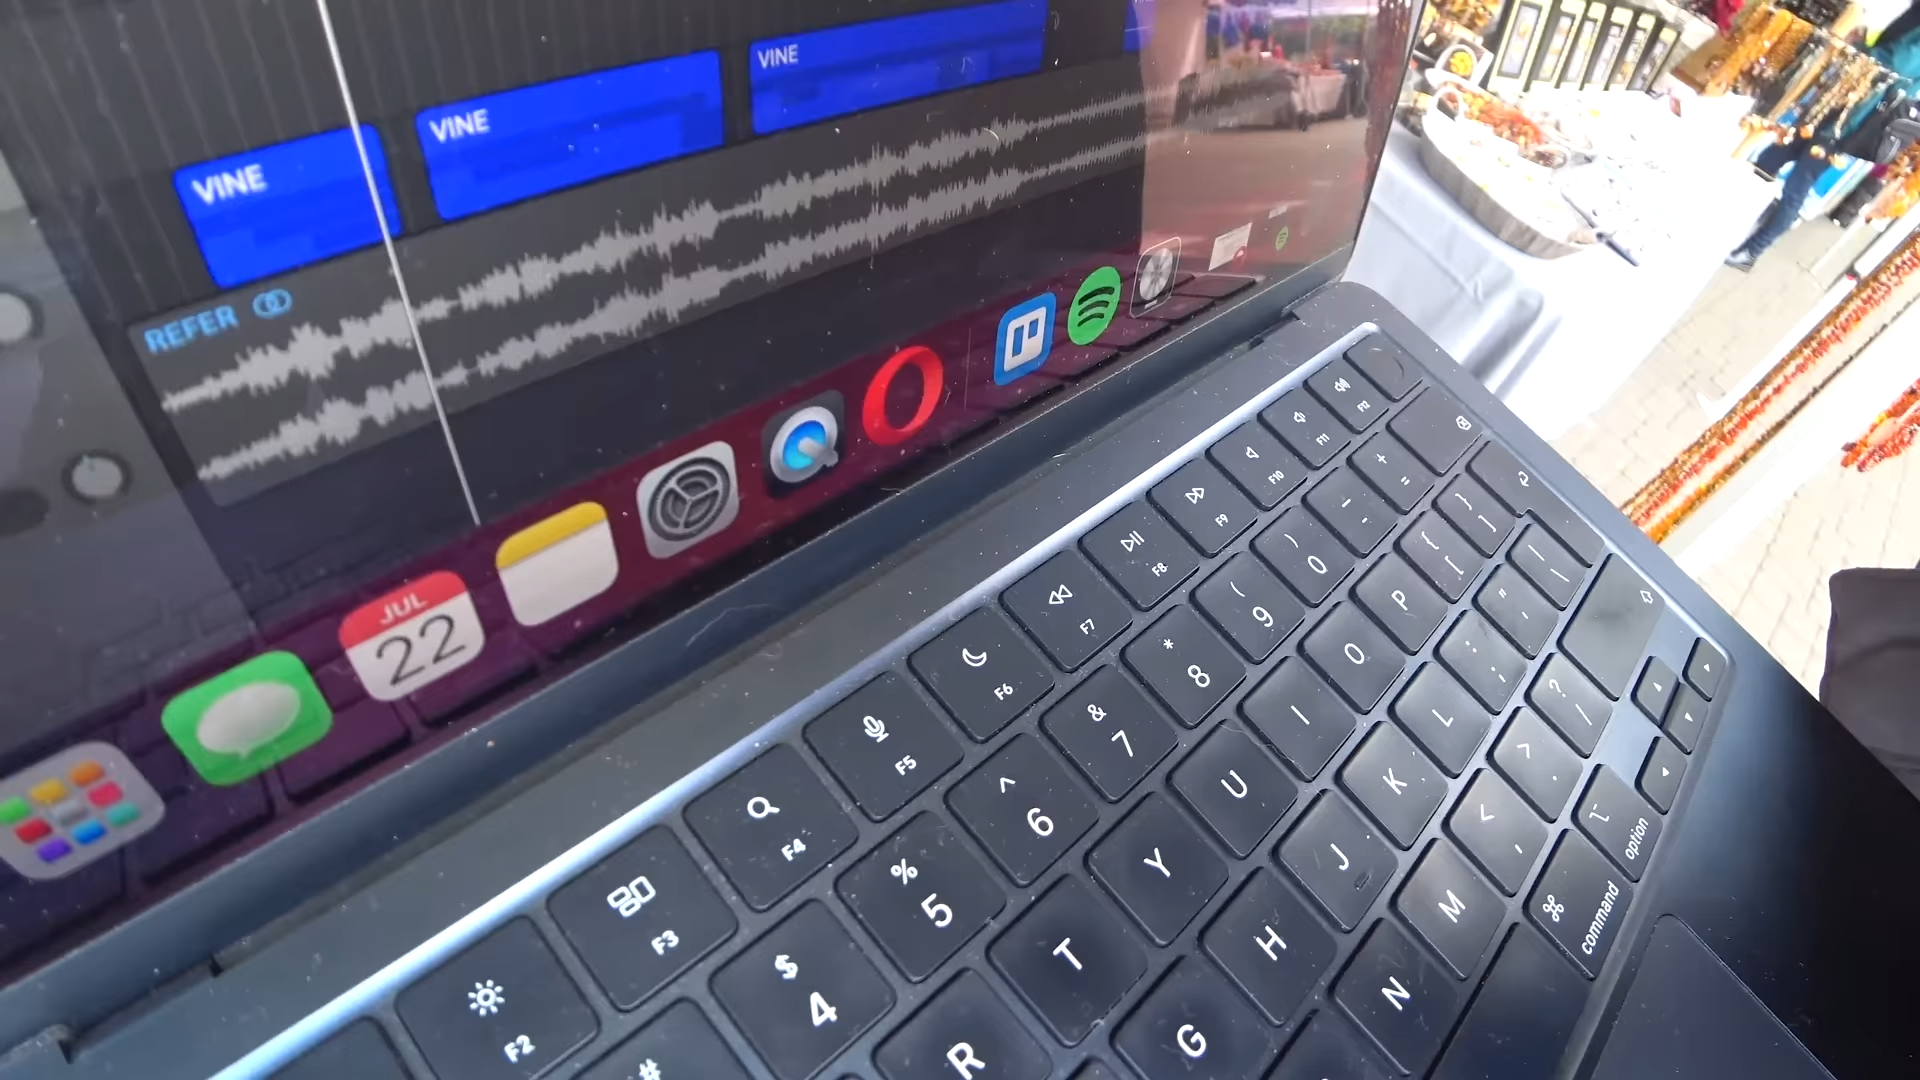 VINE
VINE
VINE
REFER
JUL
22
F2
F3
F4
F5
F6
F7
F8
F9
F10
F11
F12
#
$
4
%
5
^
6
&
7
*
8
(
9
)
0
-
+
=
R
T
Y
U
I
O
P
{
[
}
]
G
H
J
K
L
:
;
"
'
|
\
N
M
<
,
>
.
?
/
⌘
command
⌥
option